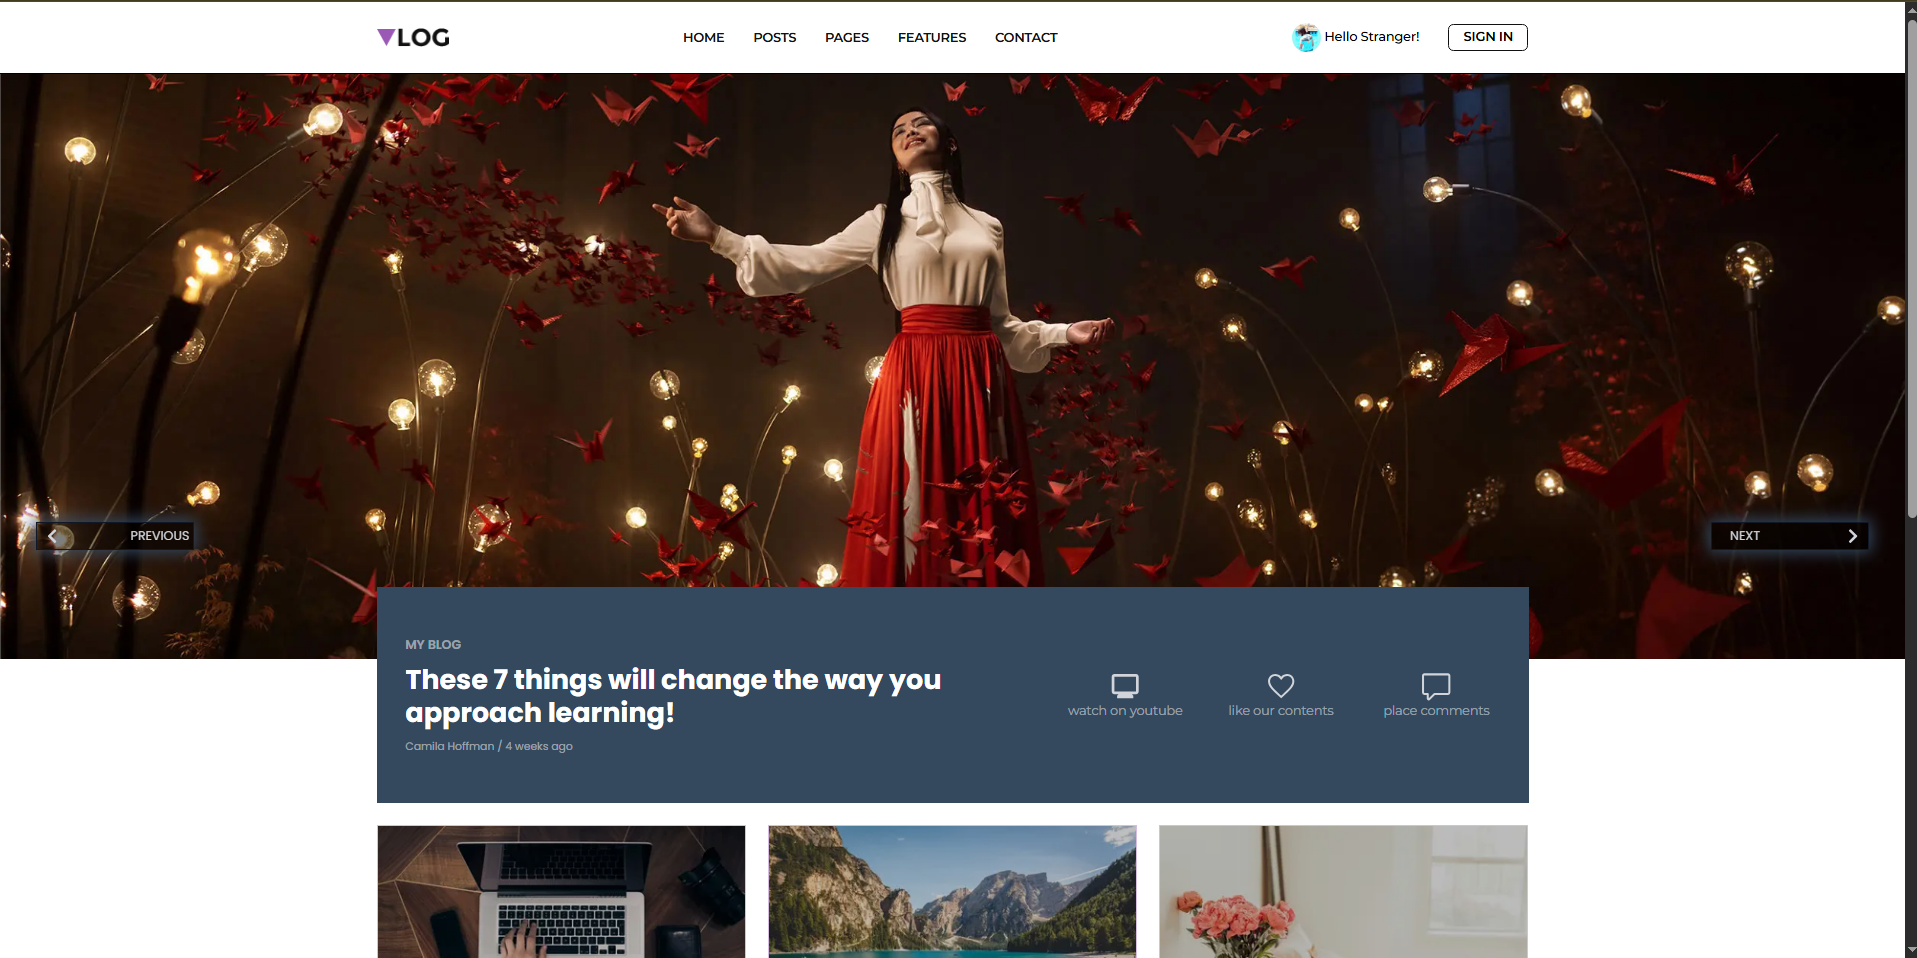 VLOG
HOME POSTS PAGES FEATURES CONTACT
Hello Stranger!
SIGN IN
PREVIOUS
NEXT
MY BLOG
These 7 things will change the way you
approach learning!
Camila Hoffman / 4 weeks ago
watch on youtube
like our contents
place comments